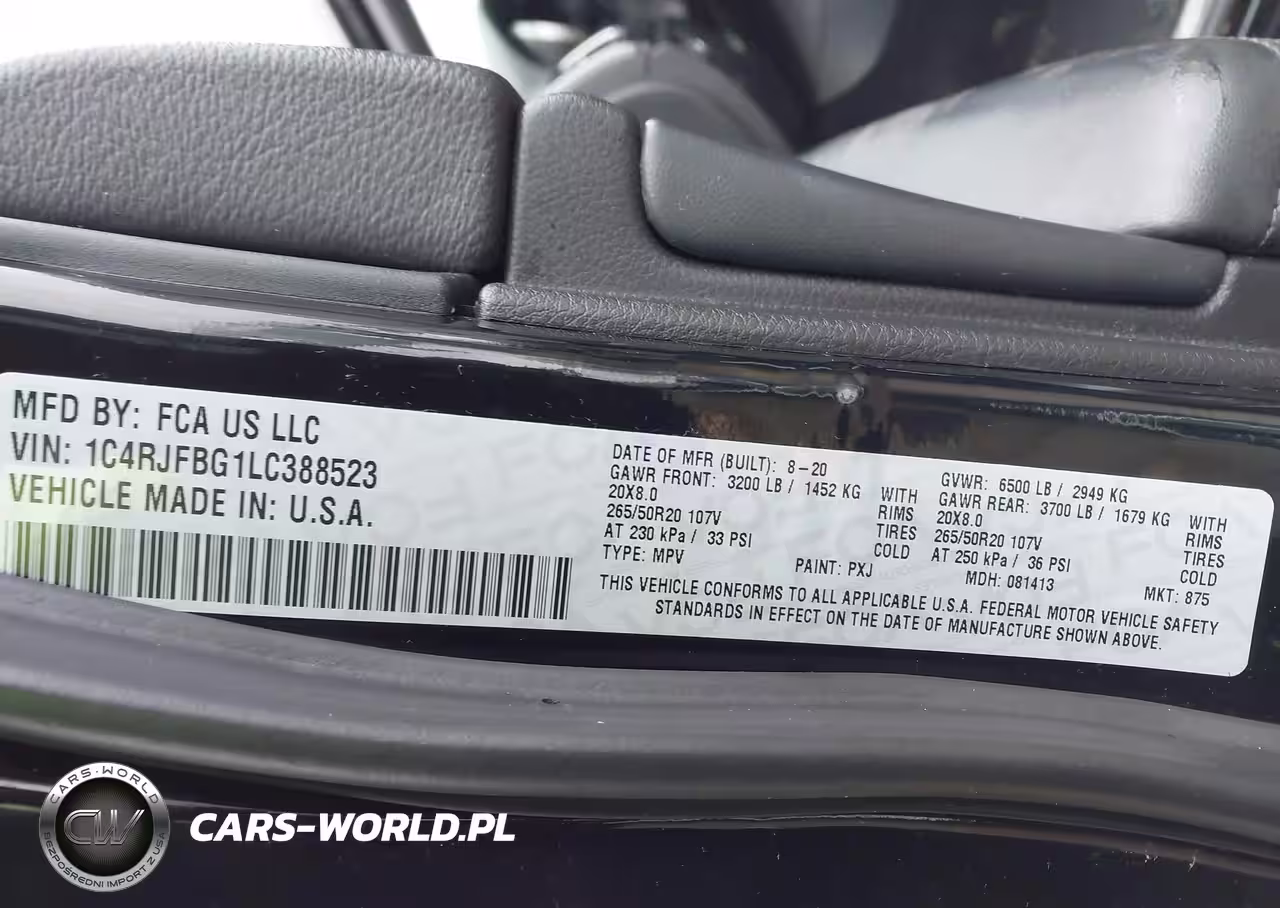 MFD BY: FCA US LLC
VIN: 1C4RJFBG1LC388523
VEHICLE MADE IN: U.S.A.
DATE OF MFR (BUILT): 8-20
GAWR FRONT: 3200 LB / 1452 KG WITH
20X8.0 RIMS
265/50R20 107V TIRES
AT 230 kPa / 33 PSI COLD
TYPE: MPV PAINT: PXJ
GVWR: 6500 LB / 2949 KG
GAWR REAR: 3700 LB / 1679 KG WITH
20X8.0 RIMS
265/50R20 107V TIRES
AT 250 kPa / 36 PSI COLD
MDH: 081413 MKT: 875
THIS VEHICLE CONFORMS TO ALL APPLICABLE U.S.A. FEDERAL MOTOR VEHICLE SAFETY
STANDARDS IN EFFECT ON THE DATE OF MANUFACTURE SHOWN ABOVE.
CARS-WORLD
CW
BEZPOŚREDNI IMPORT Z USA
CARS-WORLD.PL